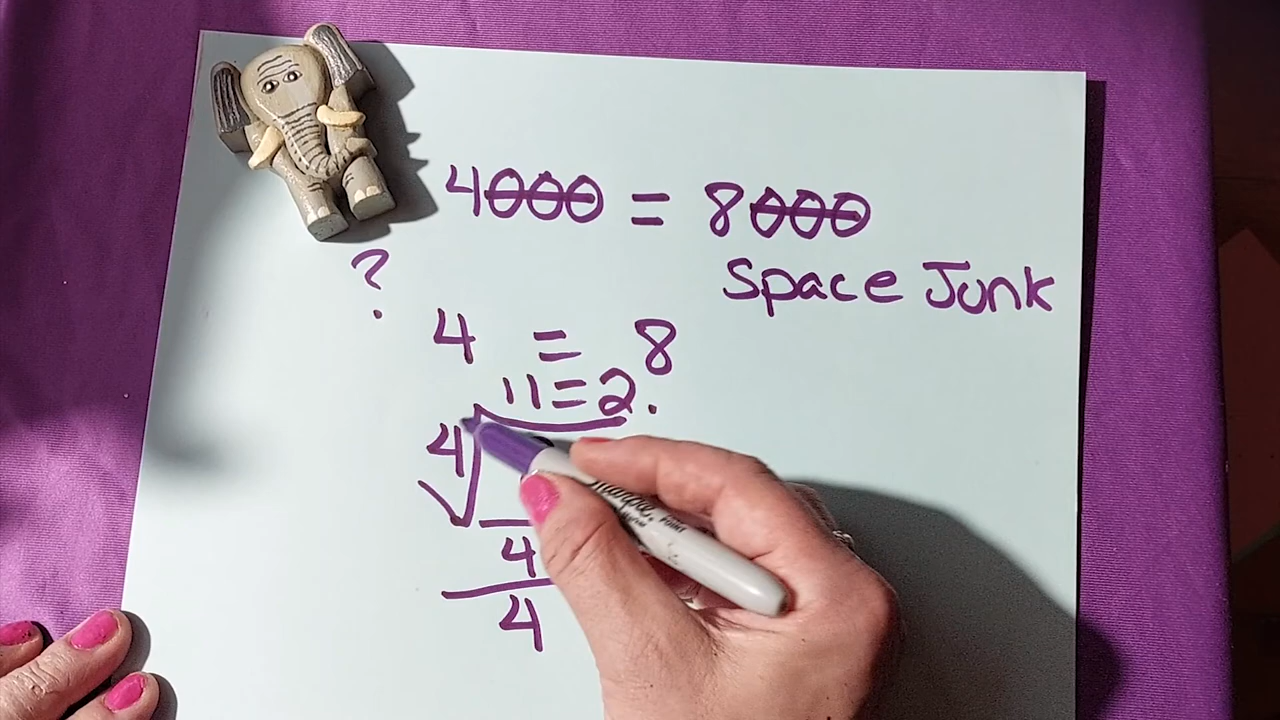 4000 = 8000
Space Junk
?
4 = 8
11=2.
4
4
4